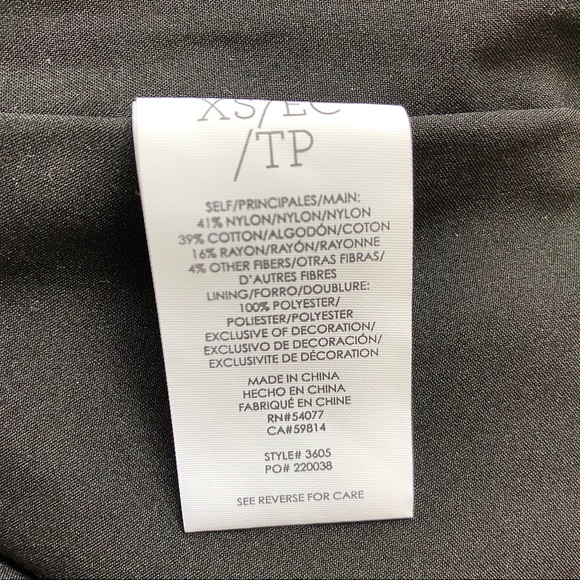 XS/EC
/TP
SELF/PRINCIPALES/MAIN:
41% NYLON/NYLON/NYLON
39% COTTON/ALGODÓN/COTON
16% RAYON/RAYÓN/RAYONNE
4% OTHER FIBERS/OTRAS FIBRAS/
D'AUTRES FIBRES
LINING/FORRO/DOUBLURE:
100% POLYESTER/
POLIESTER/POLYESTER
EXCLUSIVE OF DECORATION/
EXCLUSIVO DE DECORACIÓN/
EXCLUSIVITE DE DÉCORATION
MADE IN CHINA
HECHO EN CHINA
FABRIQUÉ EN CHINE
RN#54077
CA#59814
STYLE# 3605
PO# 220038
SEE REVERSE FOR CARE